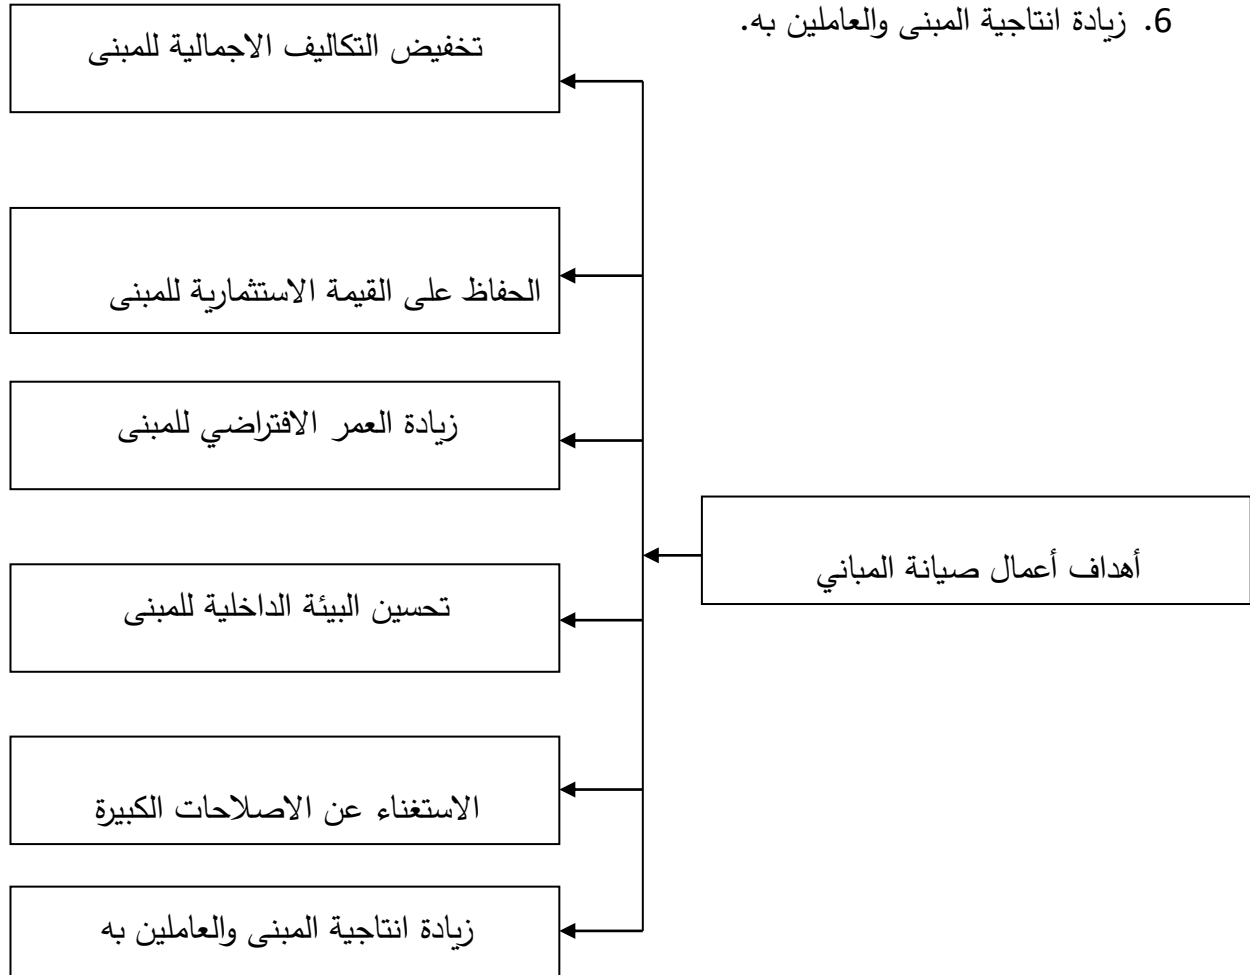 6. زيادة انتاجية المبنى والعاملين به.
تخفيض التكاليف الاجمالية للمبنى
الحفاظ على القيمة الاستثمارية للمبنى
زيادة العمر الافتراضي للمبنى
أهداف أعمال صيانة المباني
تحسين البيئة الداخلية للمبنى
الاستغناء عن الاصلاحات الكبيرة
زيادة انتاجية المبنى والعاملين به